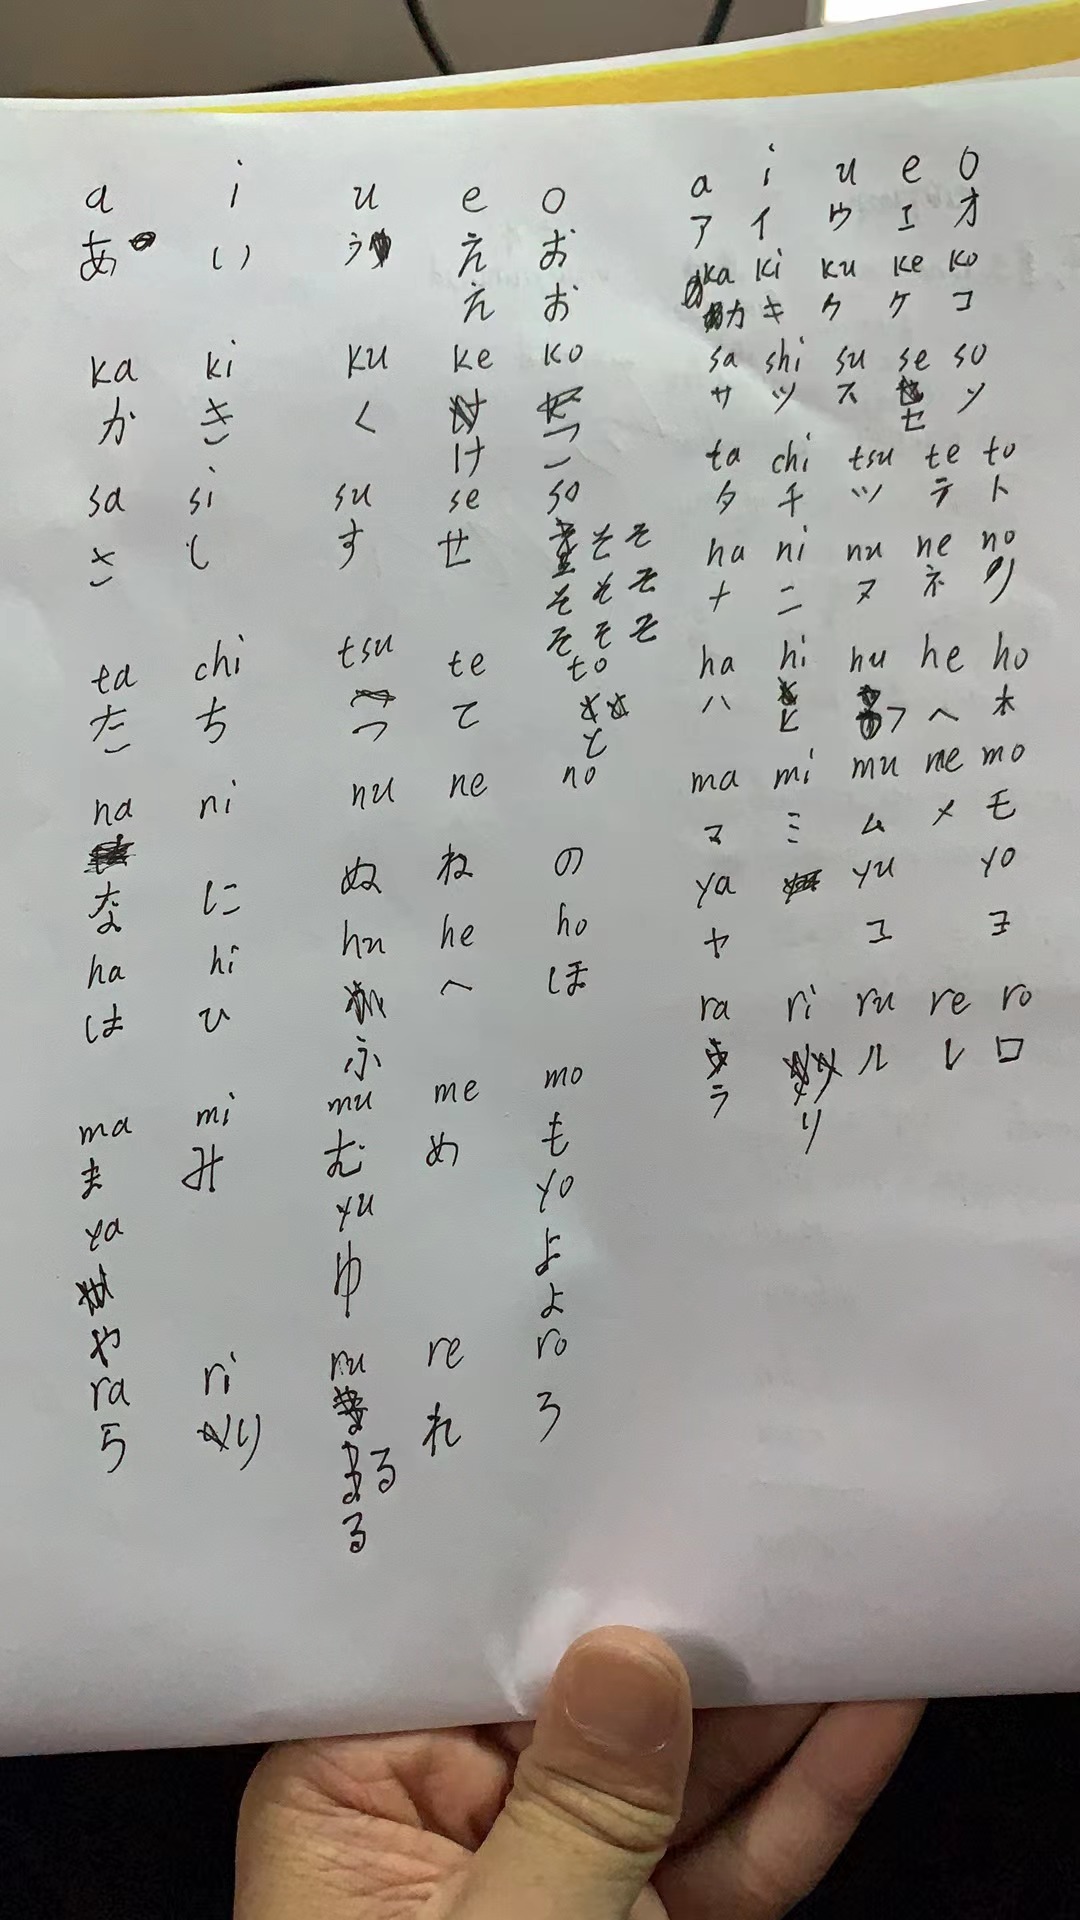 a i u e o
あ い う え お
え お
ka ki ku ke ko
か き く け こ
sa si su se so
さ し す せ そ そ
そ そ そ
そ そ そ
ta chi tsu te to
た ち つ て と
na ni nu ne no
な に ぬ ね の
ha hi hu he ho
は ひ ふ へ ほ
ma mi mu me mo
ま み む め も
ya yu yo
や ゆ よ
よ
ra ri ru re ro
ら り る れ ろ
る
a i u e o
ア イ ウ エ オ
ka ki ku ke ko
カ キ ク ケ コ
sa shi su se so
サ ツ ス セ ソ
ta chi tsu te to
タ チ ツ テ ト
na ni nu ne no
ナ ニ ヌ ネ ノ
ha hi hu he ho
ハ ヒ フ ヘ ホ
ma mi mu me mo
マ ミ ム メ モ
ya yu yo
ヤ ユ ヨ
ra ri ru re ro
ラ リ ル レ ロ